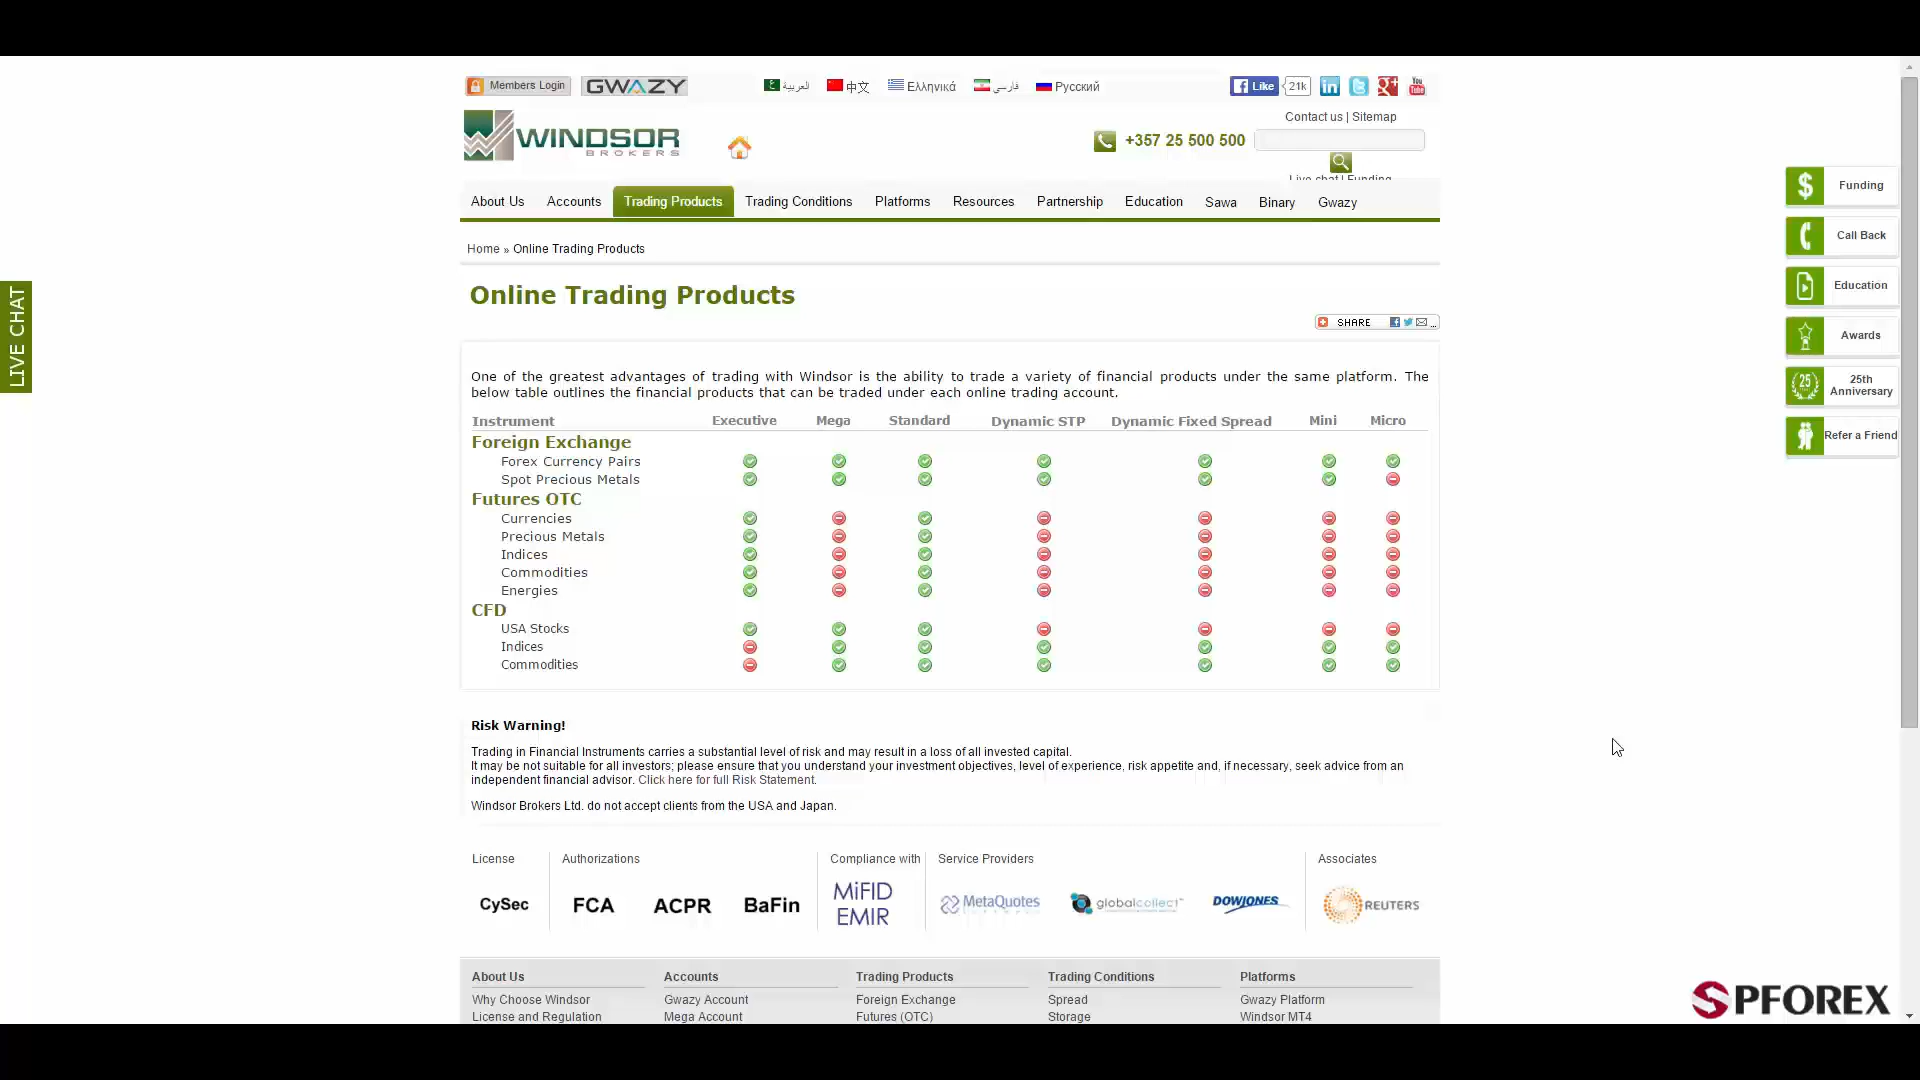 Members Login
GWAZY
العربية
中文
Ελληνικά
فارسی
Русский
Like
21k
in
You Tube
Contact us | Sitemap
WINDSOR
BROKERS
+357 25 500 500
Live chat | Funding
About Us
Accounts
Trading Products
Trading Conditions
Platforms
Resources
Partnership
Education
Sawa
Binary
Gwazy
Home » Online Trading Products
LIVE CHAT
Funding
Call Back
Education
Awards
25
25th
Anniversary
Refer a Friend
Online Trading Products
SHARE
One of the greatest advantages of trading with Windsor is the ability to trade a variety of financial products under the same platform. The
below table outlines the financial products that can be traded under each online trading account.
Instrument Executive Mega Standard Dynamic STP Dynamic Fixed Spread Mini Micro
Foreign Exchange
Forex Currency Pairs
Spot Precious Metals
Futures OTC
Currencies
Precious Metals
Indices
Commodities
Energies
CFD
USA Stocks
Indices
Commodities
Risk Warning!
Trading in Financial Instruments carries a substantial level of risk and may result in a loss of all invested capital.
It may be not suitable for all investors; please ensure that you understand your investment objectives, level of experience, risk appetite and, if necessary, seek advice from an
independent financial advisor. Click here for full Risk Statement.
Windsor Brokers Ltd. do not accept clients from the USA and Japan.
License
CySec
Authorizations
FCA ACPR BaFin
Compliance with
MiFID
EMIR
Service Providers
MetaQuotes
globalcollect
DOWJONES
Associates
REUTERS
About Us Accounts Trading Products Trading Conditions Platforms
Why Choose Windsor Gwazy Account Foreign Exchange Spread Gwazy Platform
License and Regulation Mega Account Futures (OTC) Storage Windsor MT4
SPFOREX